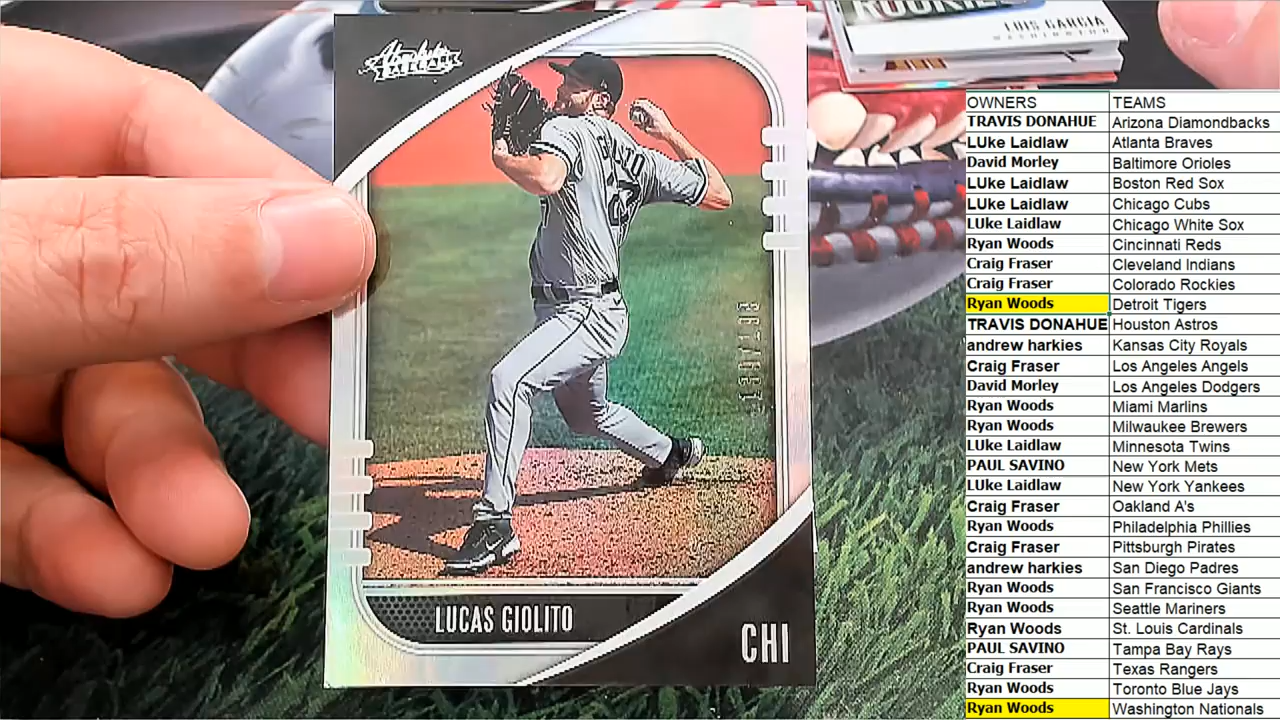 ROOKIES
LUIS GARCIA
WASHINGTON
Absolute
BASEBALL
GIOLITO
LUCAS GIOLITO
CHI
OWNERS TEAMS
TRAVIS DONAHUE Arizona Diamondbacks
LUke Laidlaw Atlanta Braves
David Morley Baltimore Orioles
LUke Laidlaw Boston Red Sox
LUke Laidlaw Chicago Cubs
LUke Laidlaw Chicago White Sox
Ryan Woods Cincinnati Reds
Craig Fraser Cleveland Indians
Craig Fraser Colorado Rockies
Ryan Woods Detroit Tigers
TRAVIS DONAHUE Houston Astros
andrew harkies Kansas City Royals
Craig Fraser Los Angeles Angels
David Morley Los Angeles Dodgers
Ryan Woods Miami Marlins
Ryan Woods Milwaukee Brewers
LUke Laidlaw Minnesota Twins
PAUL SAVINO New York Mets
LUke Laidlaw New York Yankees
Craig Fraser Oakland A's
Ryan Woods Philadelphia Phillies
Craig Fraser Pittsburgh Pirates
andrew harkies San Diego Padres
Ryan Woods San Francisco Giants
Ryan Woods Seattle Mariners
Ryan Woods St. Louis Cardinals
PAUL SAVINO Tampa Bay Rays
Craig Fraser Texas Rangers
Ryan Woods Toronto Blue Jays
Ryan Woods Washington Nationals